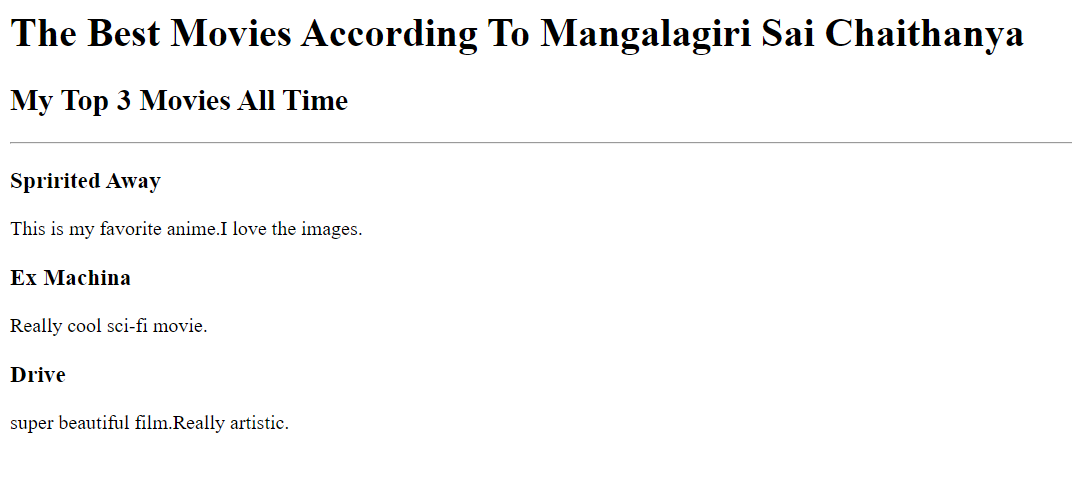 The Best Movies According To Mangalagiri Sai Chaithanya
My Top 3 Movies All Time
Spririted Away
This is my favorite anime.I love the images.
Ex Machina
Really cool sci-fi movie.
Drive
super beautiful film.Really artistic.